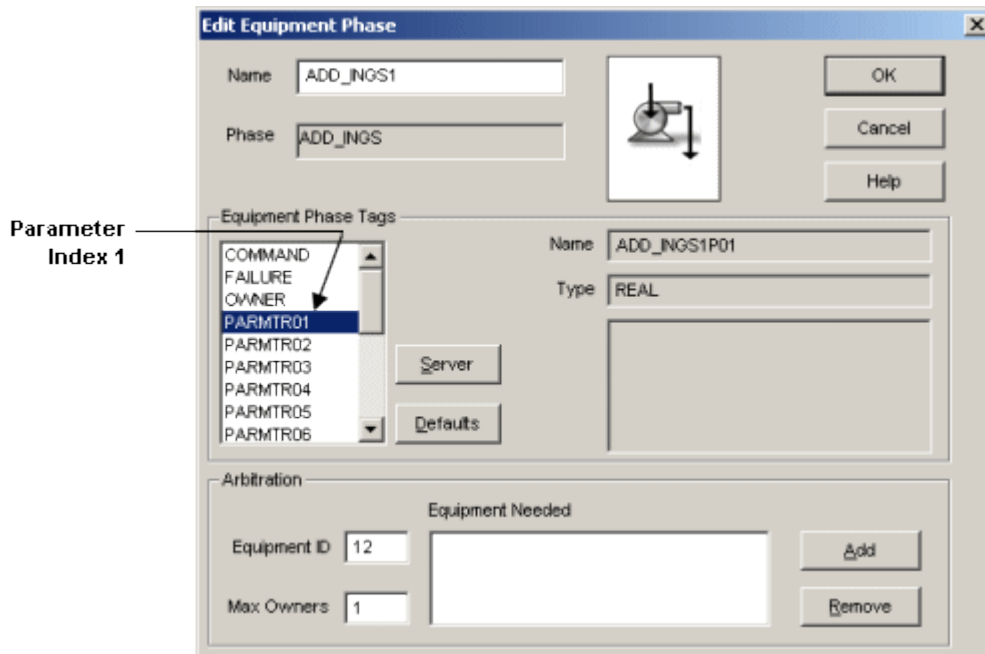 Edit Equipment Phase
Name ADD_INGS1
OK
Phase ADD_INGS
Cancel
Help
Parameter
Index 1
Equipment Phase Tags
COMMAND
FAILURE
OWNER
PARMTR01
PARMTR02
PARMTR03
PARMTR04
PARMTR05
PARMTR06
Server
Defaults
Name ADD_INGS1P01
Type REAL
Arbitration
Equipment Needed
Equipment ID 12
Max Owners 1
Add
Remove